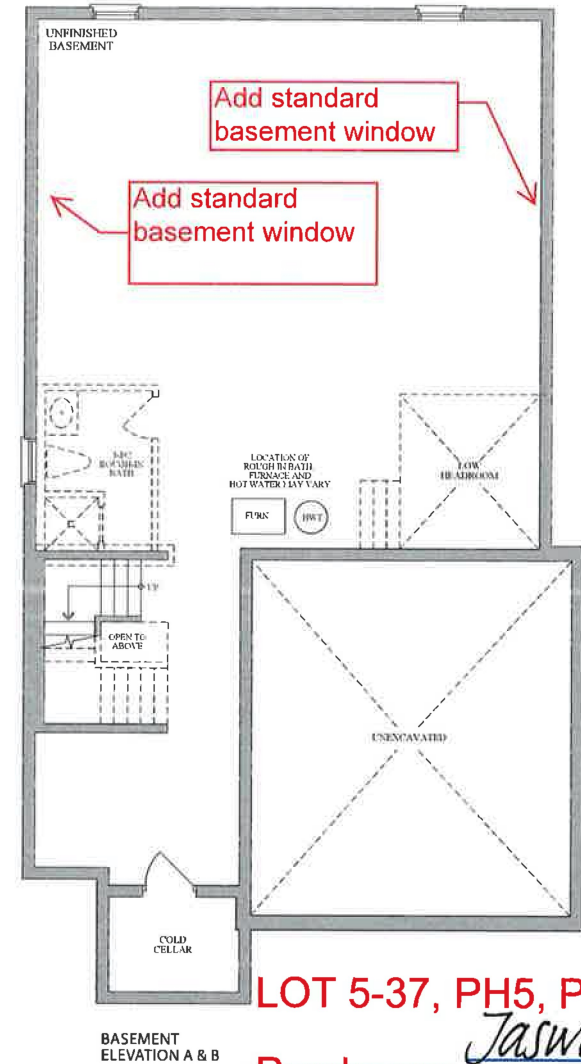 UNFINISHED
BASEMENT
Add standard
basement window
Add standard
basement window
ROUGH-IN
BATH
LOCATION OF
ROUGH IN BATH,
FURNACE AND
HOT WATER MAY VARY
FURN
HWT
LOW
HEADROOM
UP
OPEN TO
ABOVE
UNEXCAVATED
COLD
CELLAR
LOT 5-37, PH5, P
BASEMENT
ELEVATION A & B